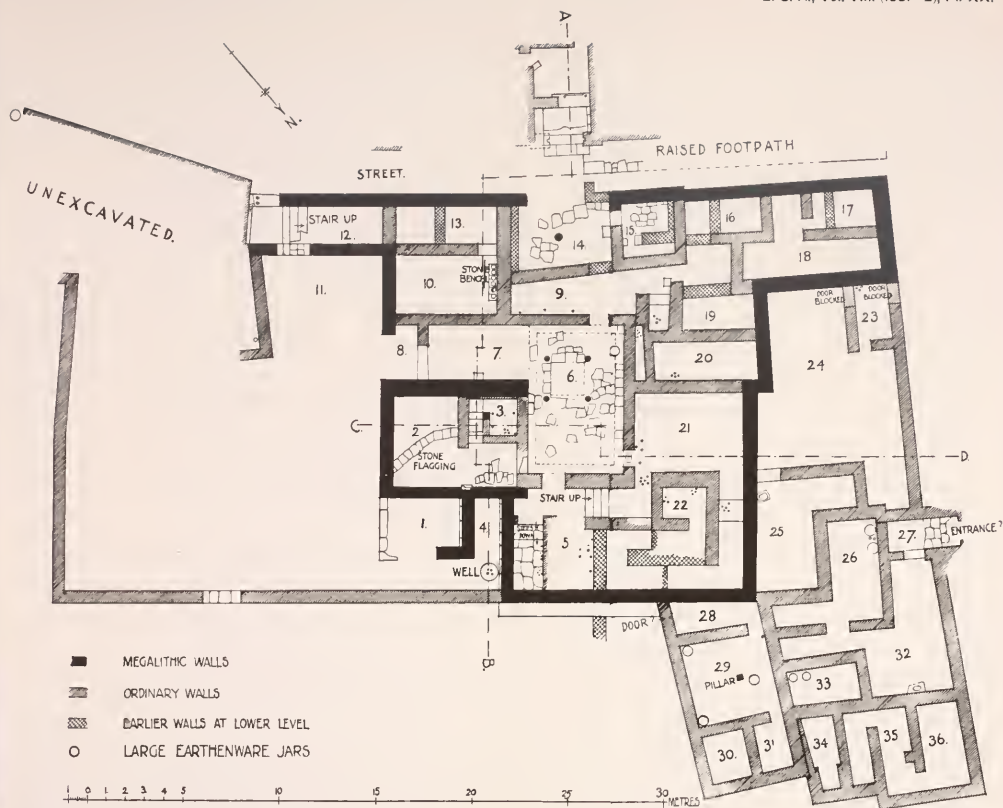 A.
N.
STREET.
RAISED FOOTPATH
UNEXCAVATED.
STAIR UP
12.
13.
14
15
16
17
18
11.
10.
STONE BENCH
9.
19
DOOR BLOCKED
DOOR BLOCKED
23
24
8.
7.
6.
20
C.
2
3.
21
D.
STONE FLAGGING
STAIR UP
22
1.
4
5
DOWN
WELL
25
26
27.
ENTRANCE?
B.
DOOR?
28
29
PILLAR
32
33
30.
31
34
35
36.
MEGALITHIC WALLS
ORDINARY WALLS
EARLIER WALLS AT LOWER LEVEL
LARGE EARTHENWARE JARS
1 0 1 2 3 4 5 10 15 20 25 30 METRES